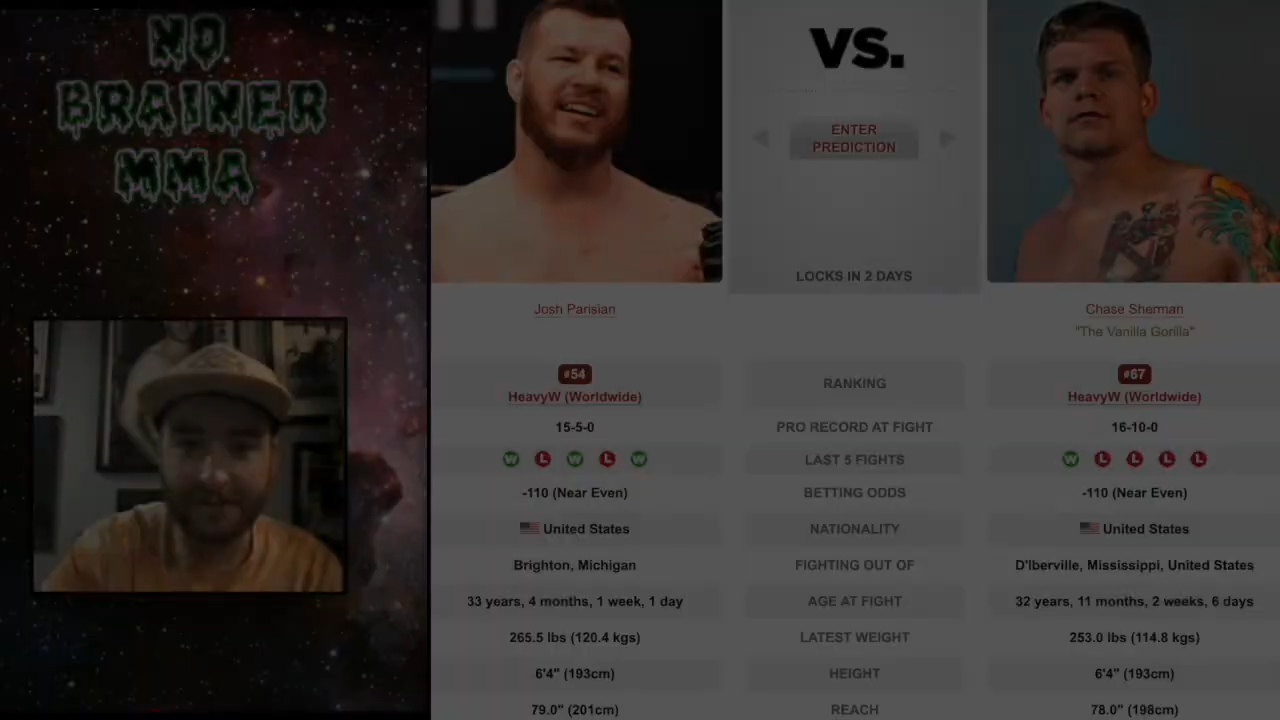 NO
BRAINER
MMA
VS.
ENTER
PREDICTION
LOCKS IN 2 DAYS
Josh Parisian
Chase Sherman
"The Vanilla Gorilla"
#54
RANKING
#67
HeavyW (Worldwide)
HeavyW (Worldwide)
15-5-0
PRO RECORD AT FIGHT
16-10-0
W L W L W
LAST 5 FIGHTS
W L L L L
-110 (Near Even)
BETTING ODDS
-110 (Near Even)
United States
NATIONALITY
United States
Brighton, Michigan
FIGHTING OUT OF
D'Iberville, Mississippi, United States
33 years, 4 months, 1 week, 1 day
AGE AT FIGHT
32 years, 11 months, 2 weeks, 6 days
265.5 lbs (120.4 kgs)
LATEST WEIGHT
253.0 lbs (114.8 kgs)
6'4" (193cm)
HEIGHT
6'4" (193cm)
79.0" (201cm)
REACH
78.0" (198cm)